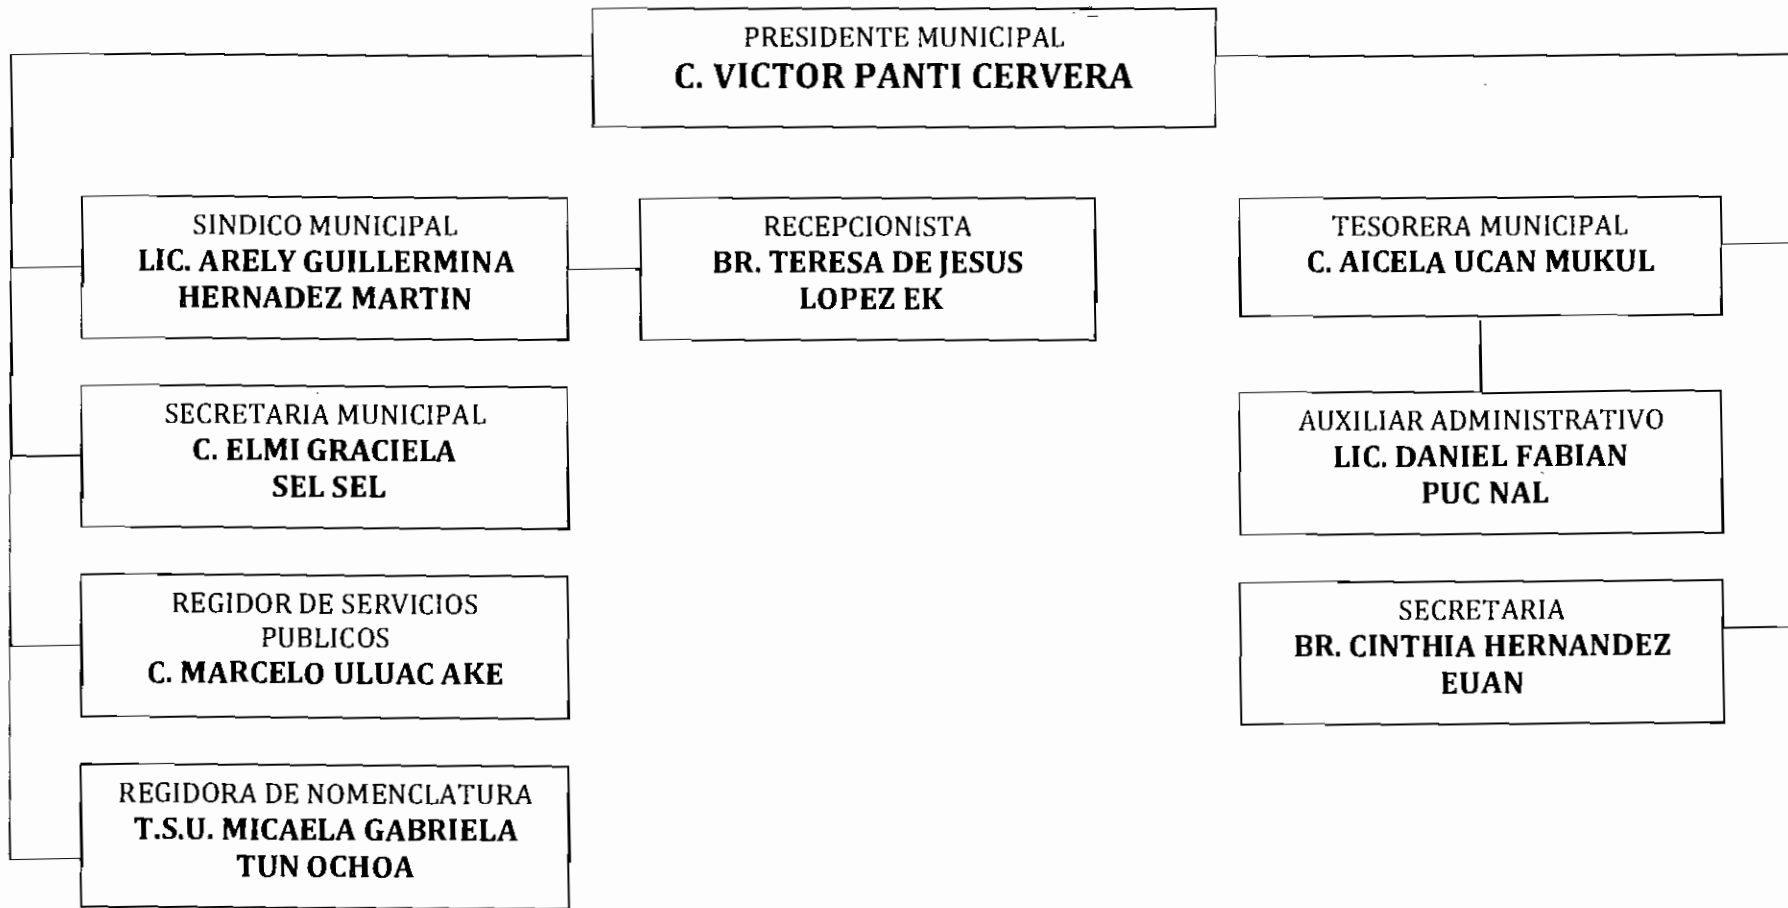 PRESIDENTE MUNICIPAL
C. VICTOR PANTI CERVERA
SINDICO MUNICIPAL
LIC. ARELY GUILLERMINA
HERNADEZ MARTIN
RECEPCIONISTA
BR. TERESA DE JESUS
LOPEZ EK
TESORERA MUNICIPAL
C. AICELA UCAN MUKUL
SECRETARIA MUNICIPAL
C. ELMI GRACIELA
SEL SEL
AUXILIAR ADMINISTRATIVO
LIC. DANIEL FABIAN
PUC NAL
REGIDOR DE SERVICIOS
PUBLICOS
C. MARCELO ULUAC AKE
SECRETARIA
BR. CINTHIA HERNANDEZ
EUAN
REGIDORA DE NOMENCLATURA
T.S.U. MICAELA GABRIELA
TUN OCHOA